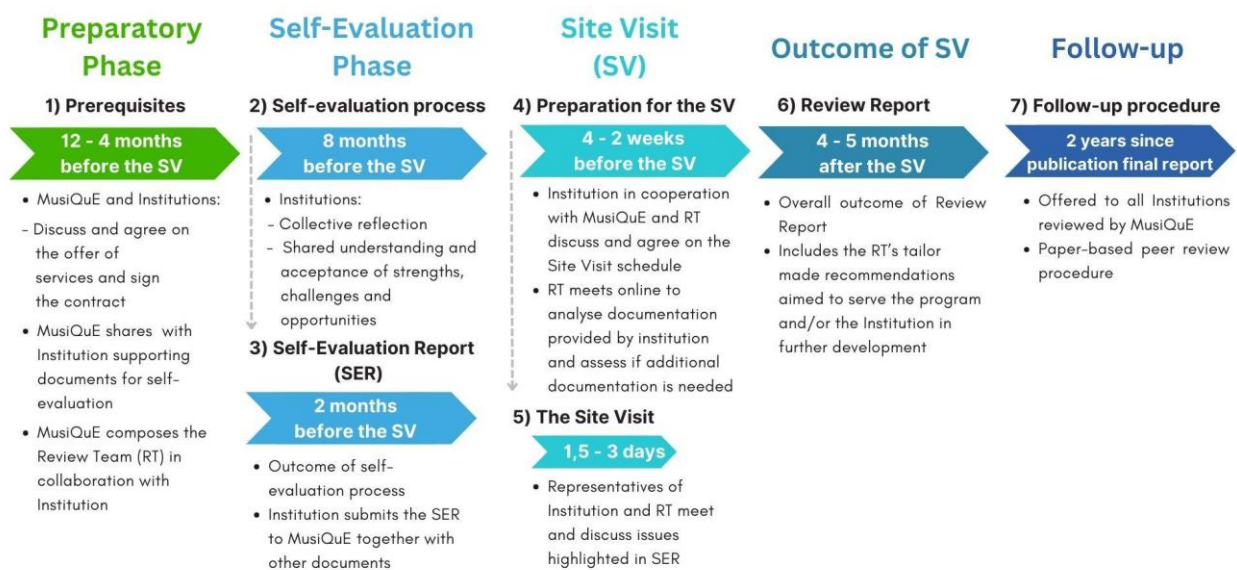 Preparatory
Phase
1) Prerequisites
12 - 4 months
before the SV
• MusiQuE and Institutions:
- Discuss and agree on
the offer of
services and sign
the contract
• MusiQuE shares with
Institution supporting
documents for self-
evaluation
• MusiQuE composes the
Review Team (RT) in
collaboration with
Institution
Self-Evaluation
Phase
2) Self-evaluation process
8 months
before the SV
• Institutions:
- Collective reflection
- Shared understanding and
acceptance of strengths,
challenges and
opportunities
3) Self-Evaluation Report
(SER)
2 months
before the SV
• Outcome of self-
evaluation process
• Institution submits the SER
to MusiQuE together with
other documents
Site Visit
(SV)
4) Preparation for the SV
4 - 2 weeks
before the SV
• Institution in cooperation
with MusiQuE and RT
discuss and agree on the
Site Visit schedule
• RT meets online to
analyse documentation
provided by institution
and assess if additional
documentation is needed
5) The Site Visit
1,5 - 3 days
• Representatives of
Institution and RT meet
and discuss issues
highlighted in SER
Outcome of SV
6) Review Report
4 - 5 months
after the SV
• Overall outcome of Review
Report
• Includes the RT's tailor
made recommendations
aimed to serve the program
and/or the Institution in
further development
Follow-up
7) Follow-up procedure
2 years since
publication final report
• Offered to all Institutions
reviewed by MusiQuE
• Paper-based peer review
procedure